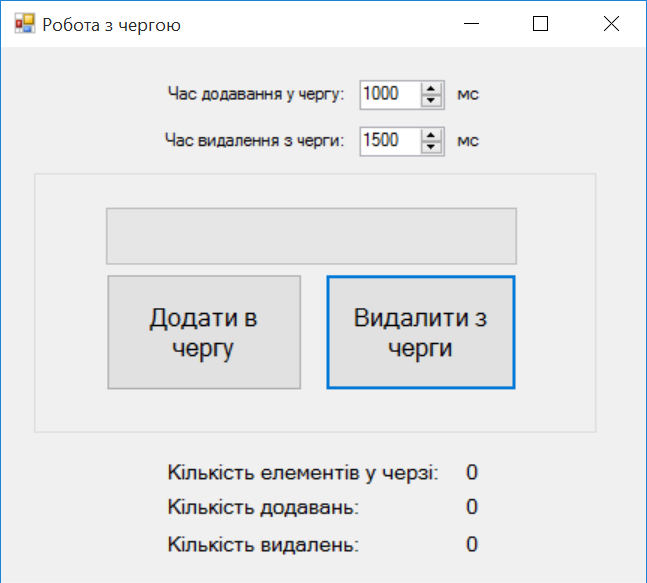 Робота з чергою
Час додавання у чергу: 1000 мс
Час видалення з черги: 1500 мс
Додати в
чергу
Видалити з
черги
Кількість елементів у черзі: 0
Кількість додавань: 0
Кількість видалень: 0